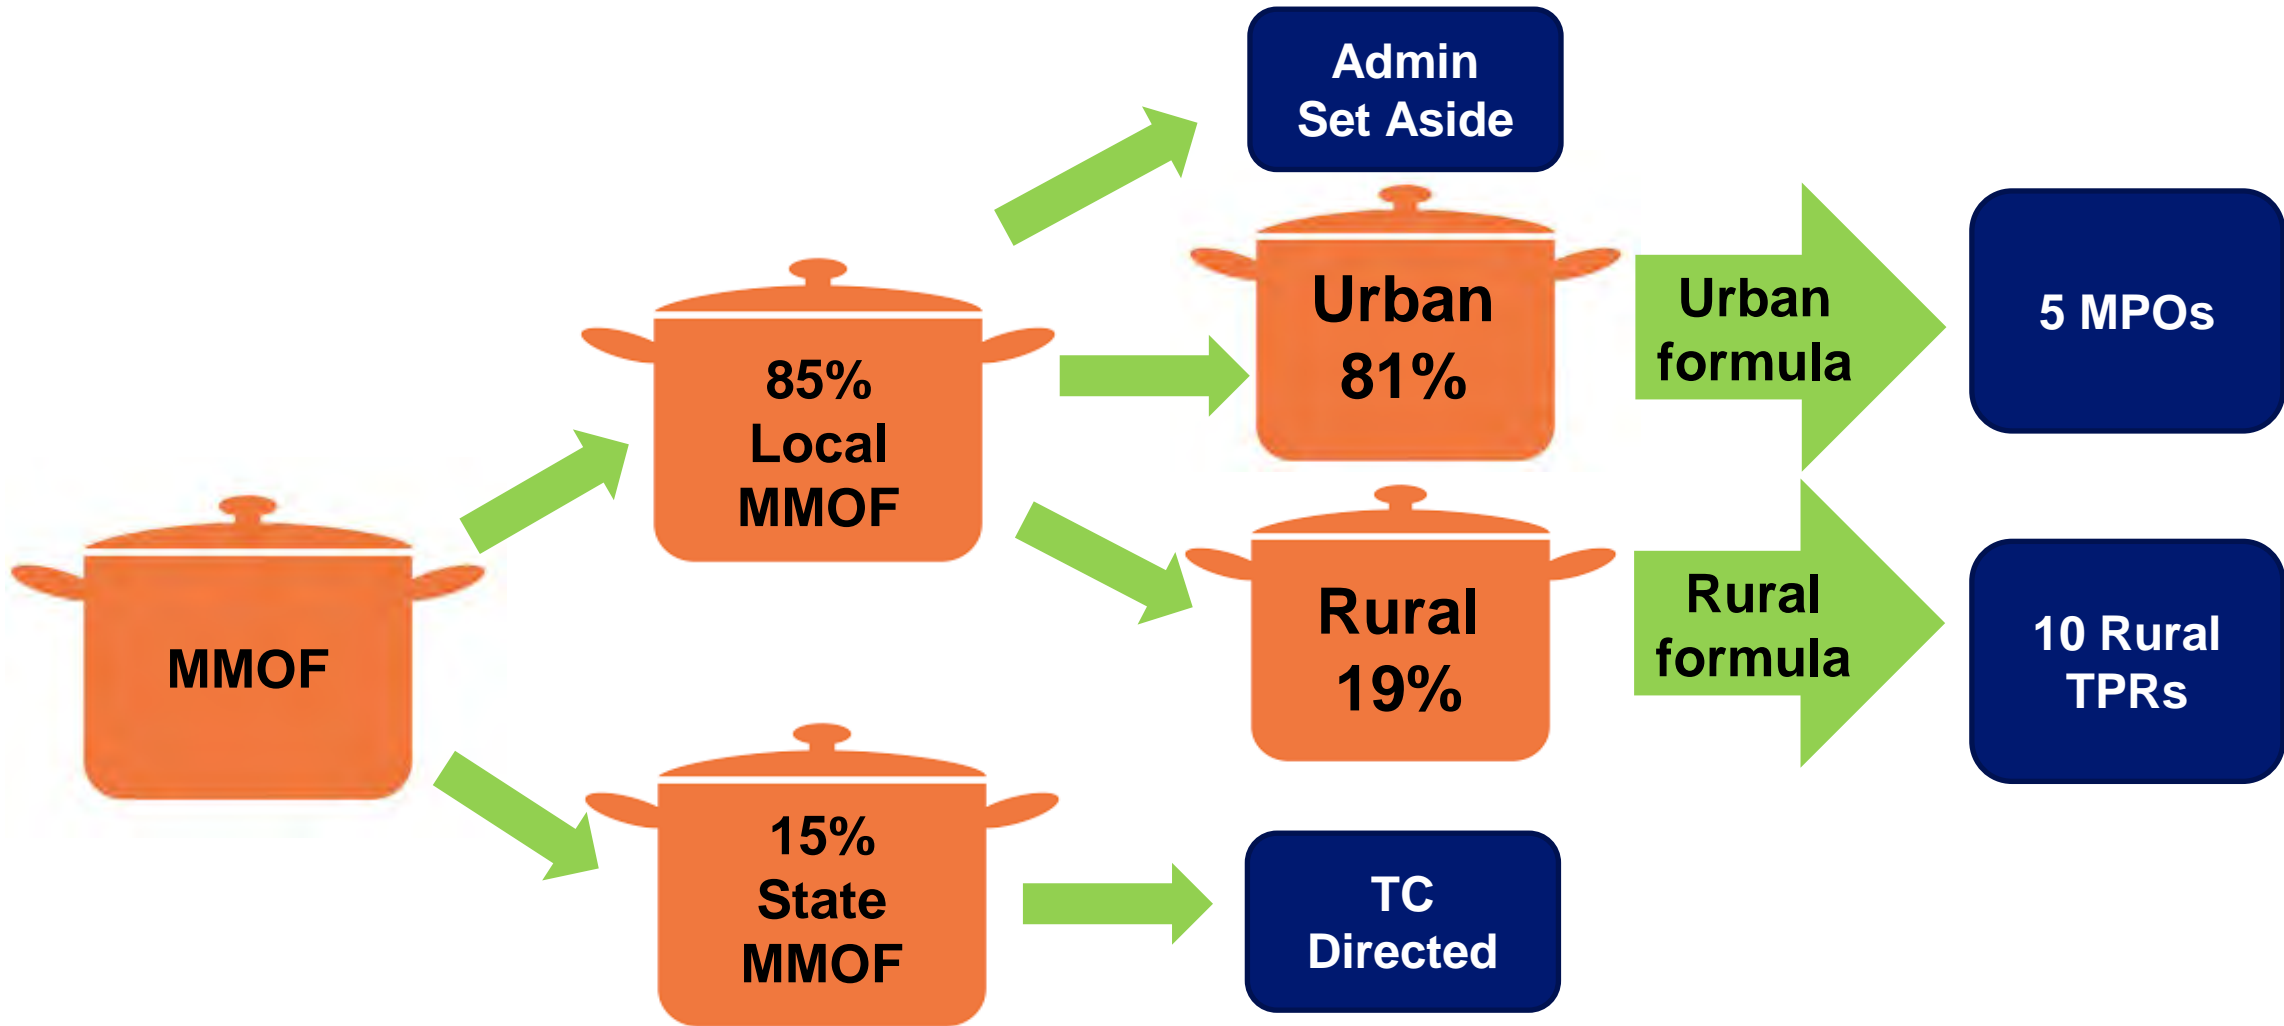 MMOF
85%
Local
MMOF
15%
State
MMOF
Admin
Set Aside
Urban
81%
Rural
19%
TC
Directed
Urban
formula
Rural
formula
5 MPOs
10 Rural
TPRs